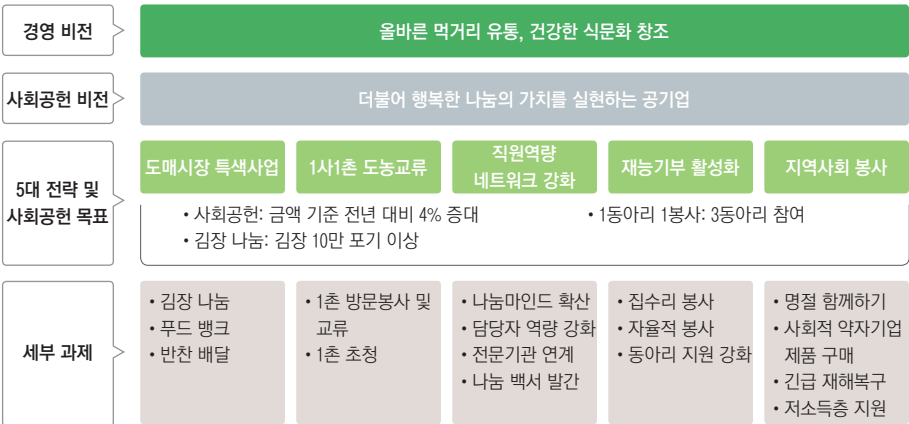 경영 비전
올바른 먹거리 유통, 건강한 식문화 창조
사회공헌 비전
더불어 행복한 나눔의 가치를 실현하는 공기업
5대 전략 및
사회공헌 목표
도매시장 특색사업
1사1촌 도농교류
직원역량
네트워크 강화
재능기부 활성화
지역사회 봉사
• 사회공헌: 금액 기준 전년 대비 4% 증대
• 1동아리 1봉사: 3동아리 참여
• 김장 나눔: 김장 10만 포기 이상
세부 과제
• 김장 나눔
• 푸드 뱅크
• 반찬 배달
• 1촌 방문봉사 및
교류
• 1촌 초청
• 나눔마인드 확산
• 담당자 역량 강화
• 전문기관 연계
• 나눔 백서 발간
• 집수리 봉사
• 자율적 봉사
• 동아리 지원 강화
• 명절 함께하기
• 사회적 약자기업
제품 구매
• 긴급 재해복구
• 저소득층 지원